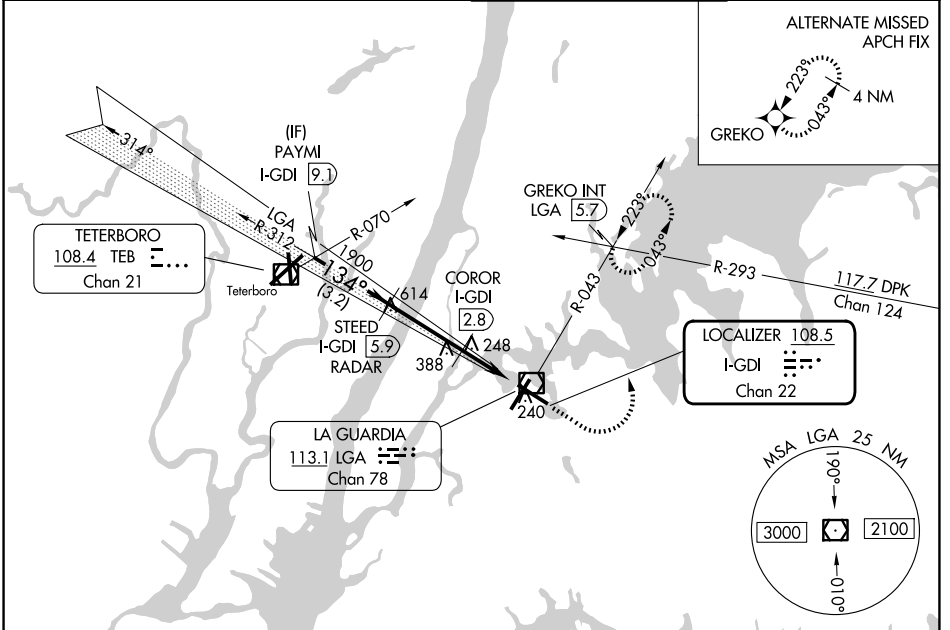 ALTERNATE MISSED
APCH FIX
223°
4 NM
043°
GREKO
314°
(IF)
PAYMI
I-GDI 9.1
GREKO INT
LGA 5.7
223°
043°
LGA
R-312
R-070
TETERBORO
108.4 TEB
Chan 21
Teterboro
1900
134°
(3.2)
614
COROR
I-GDI
2.8
R-043
R-293
117.7 DPK
Chan 124
STEED
I-GDI 5.9
RADAR
388
248
LOCALIZER 108.5
I-GDI
Chan 22
240
LA GUARDIA
113.1 LGA
Chan 78
MSA LGA 25 NM
190°
3000
2100
010°